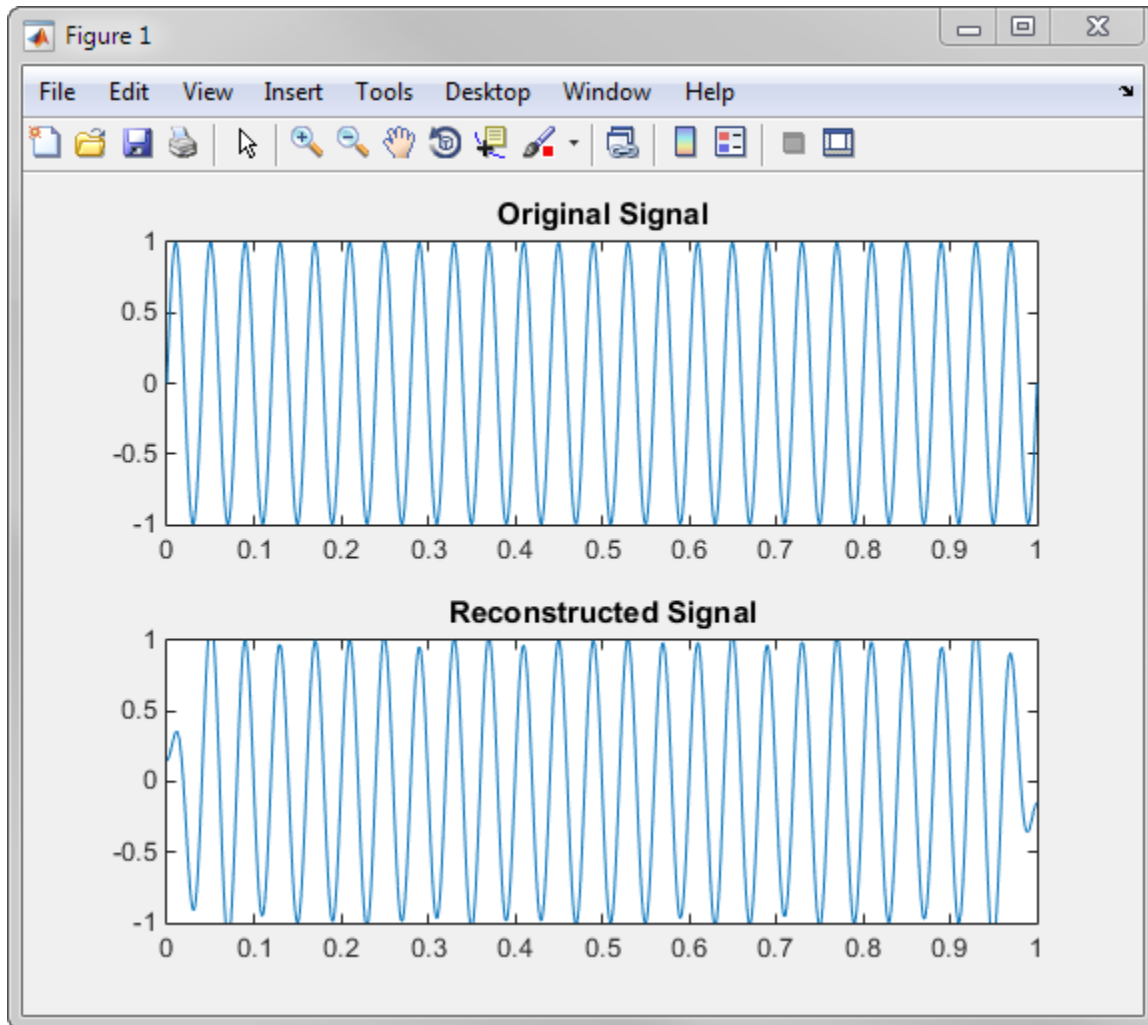 Figure 1
File Edit View Insert Tools Desktop Window Help
Original Signal
1
0.5
0
-0.5
-1
0 0.1 0.2 0.3 0.4 0.5 0.6 0.7 0.8 0.9 1
Reconstructed Signal
1
0.5
0
-0.5
-1
0 0.1 0.2 0.3 0.4 0.5 0.6 0.7 0.8 0.9 1